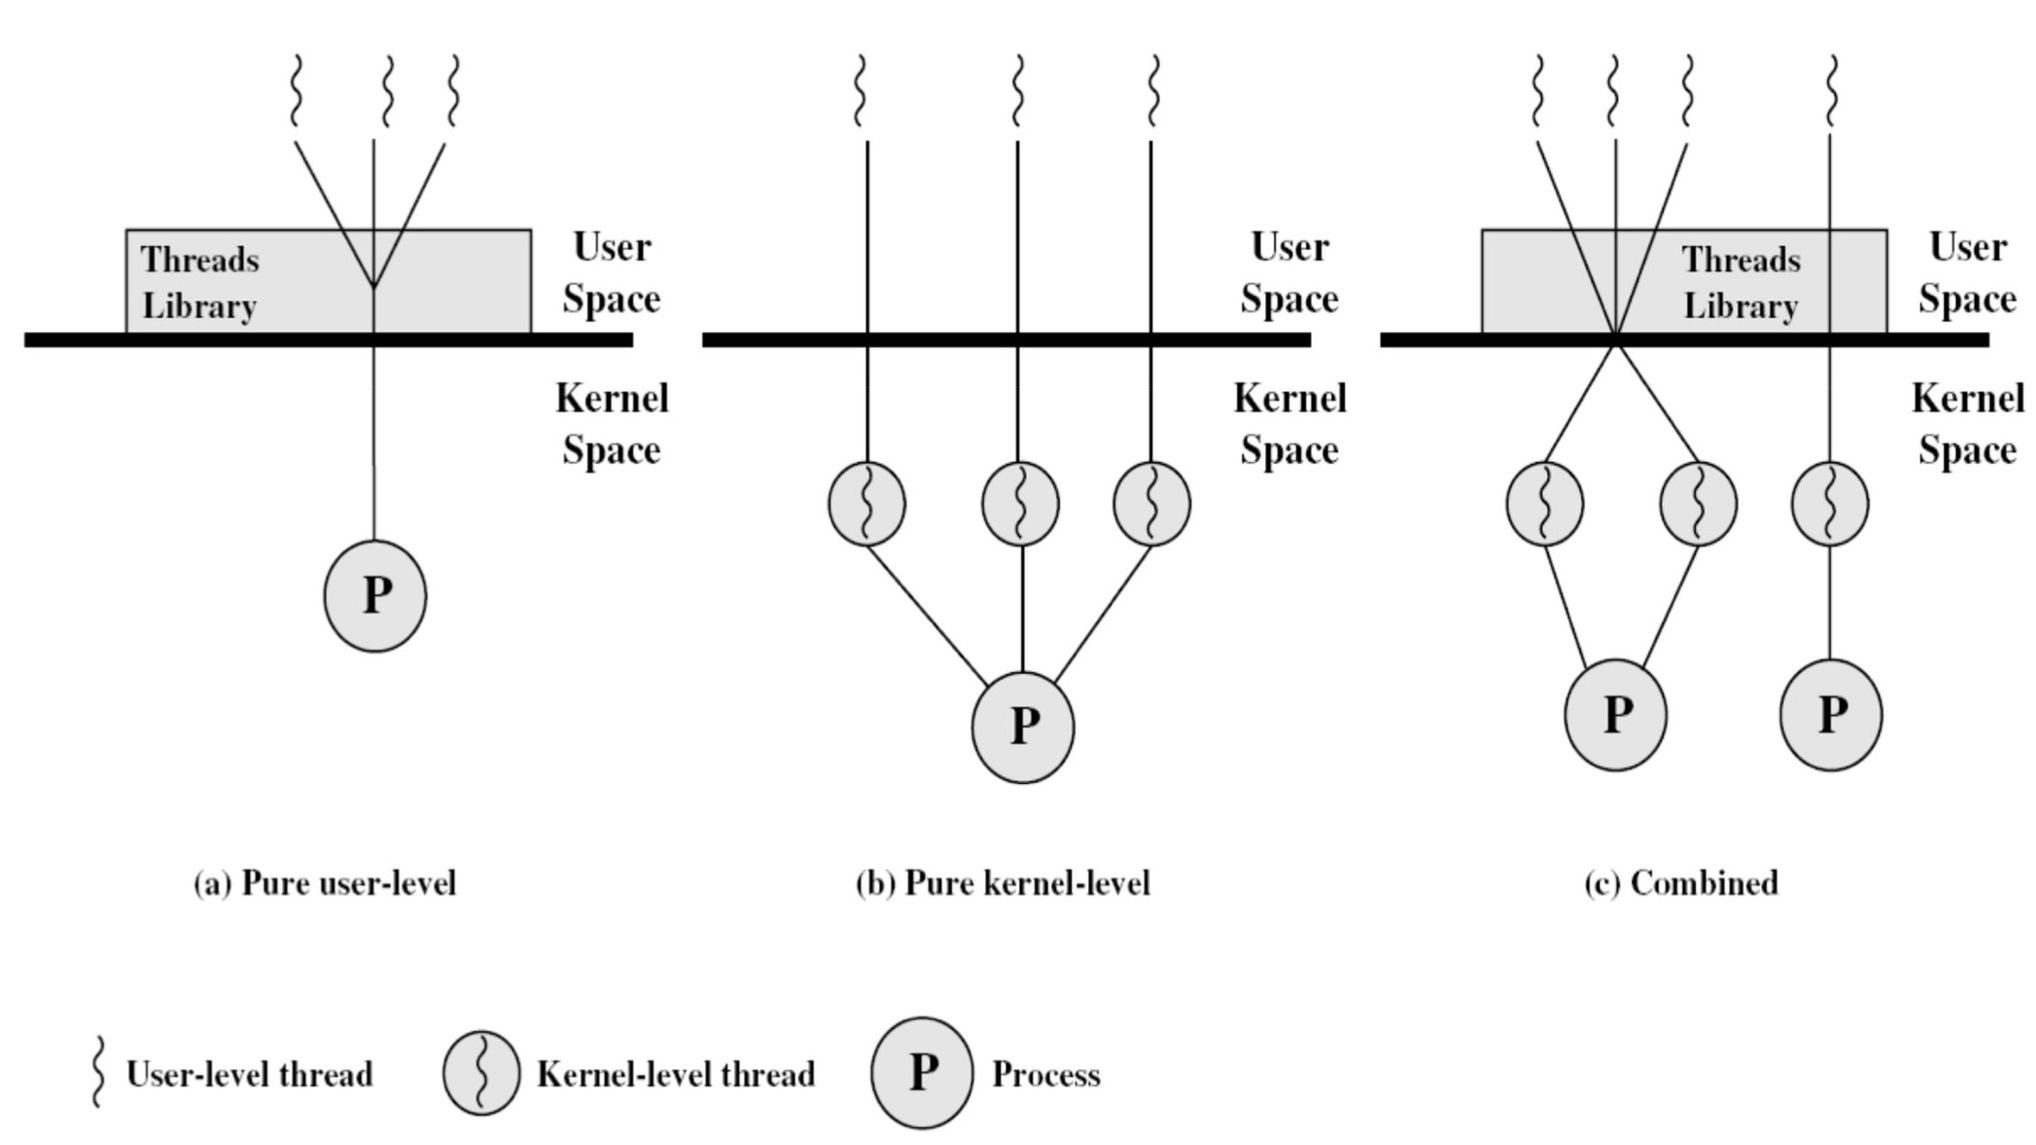 Threads
Library
User
Space
Kernel
Space
P
(a) Pure user-level
User
Space
Kernel
Space
P
(b) Pure kernel-level
Threads
Library
User
Space
Kernel
Space
P
P
(c) Combined
User-level thread
Kernel-level thread
P
Process